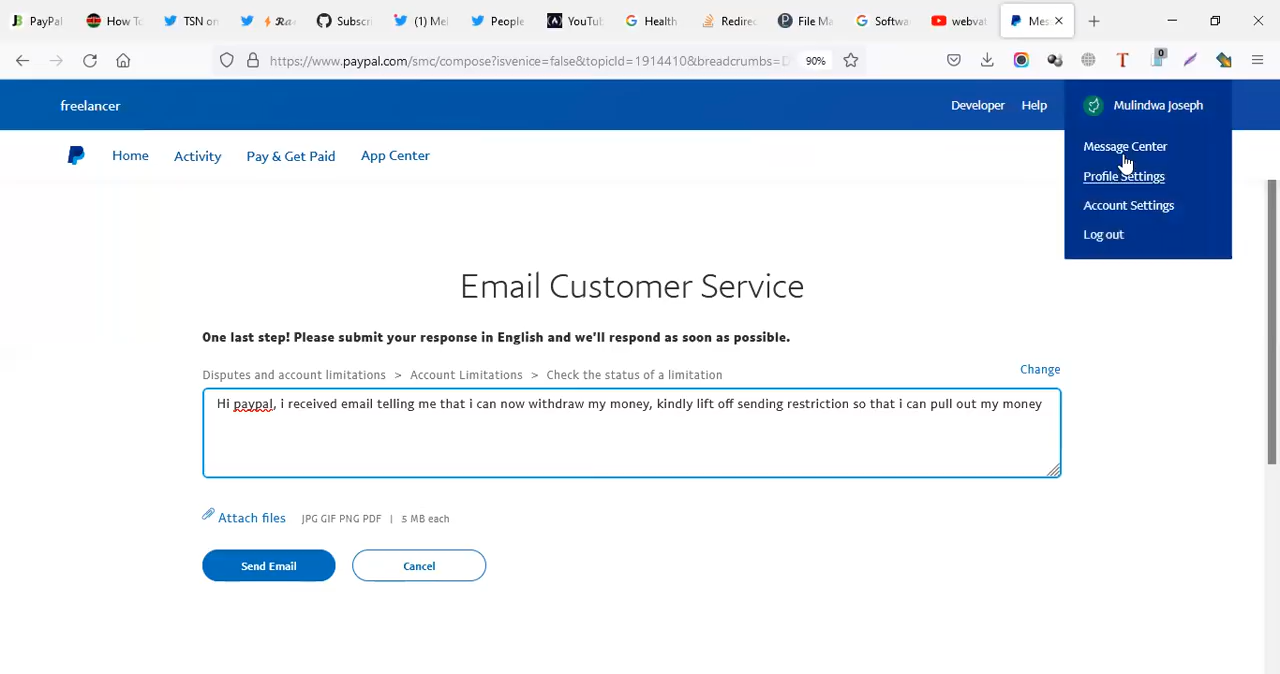 PayPal
How To
TSN on
Subscr
(1) Me
People
YouTu
Health
Redirec
File Ma
Softwa
webvat
Mes
https://www.paypal.com/smc/compose?isvenice=false&topicId=1914410&breadcrumbs=D
90%
0
freelancer
Developer
Help
Mulindwa Joseph
Home
Activity
Pay & Get Paid
App Center
Message Center
Profile Settings
Account Settings
Log out
Email Customer Service
One last step! Please submit your response in English and we'll respond as soon as possible.
Disputes and account limitations > Account Limitations > Check the status of a limitation
Change
Hi paypal, i received email telling me that i can now withdraw my money, kindly lift off sending restriction so that i can pull out my money
Attach files
JPG GIF PNG PDF | 5 MB each
Send Email
Cancel